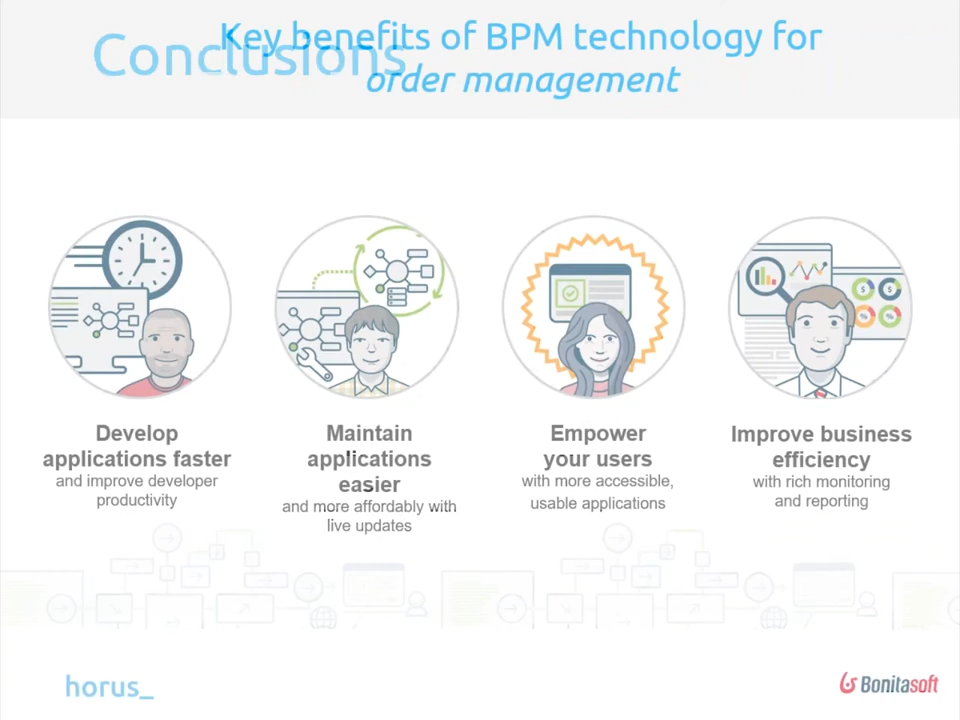 Conclusions
Key benefits of BPM technology for
order management
Develop
applications faster
and improve developer
productivity
Maintain
applications
easier
and more affordably with
live updates
Empower
your users
with more accessible,
usable applications
Improve business
efficiency
with rich monitoring
and reporting
horus_
Bonitasoft